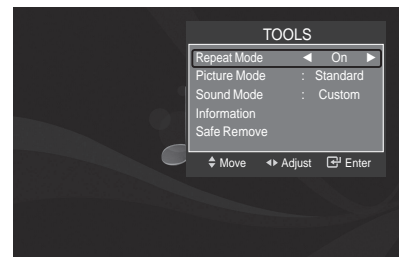 TOOLS
Repeat Mode ◄ On ►
Picture Mode : Standard
Sound Mode : Custom
Information
Safe Remove
Move Adjust Enter